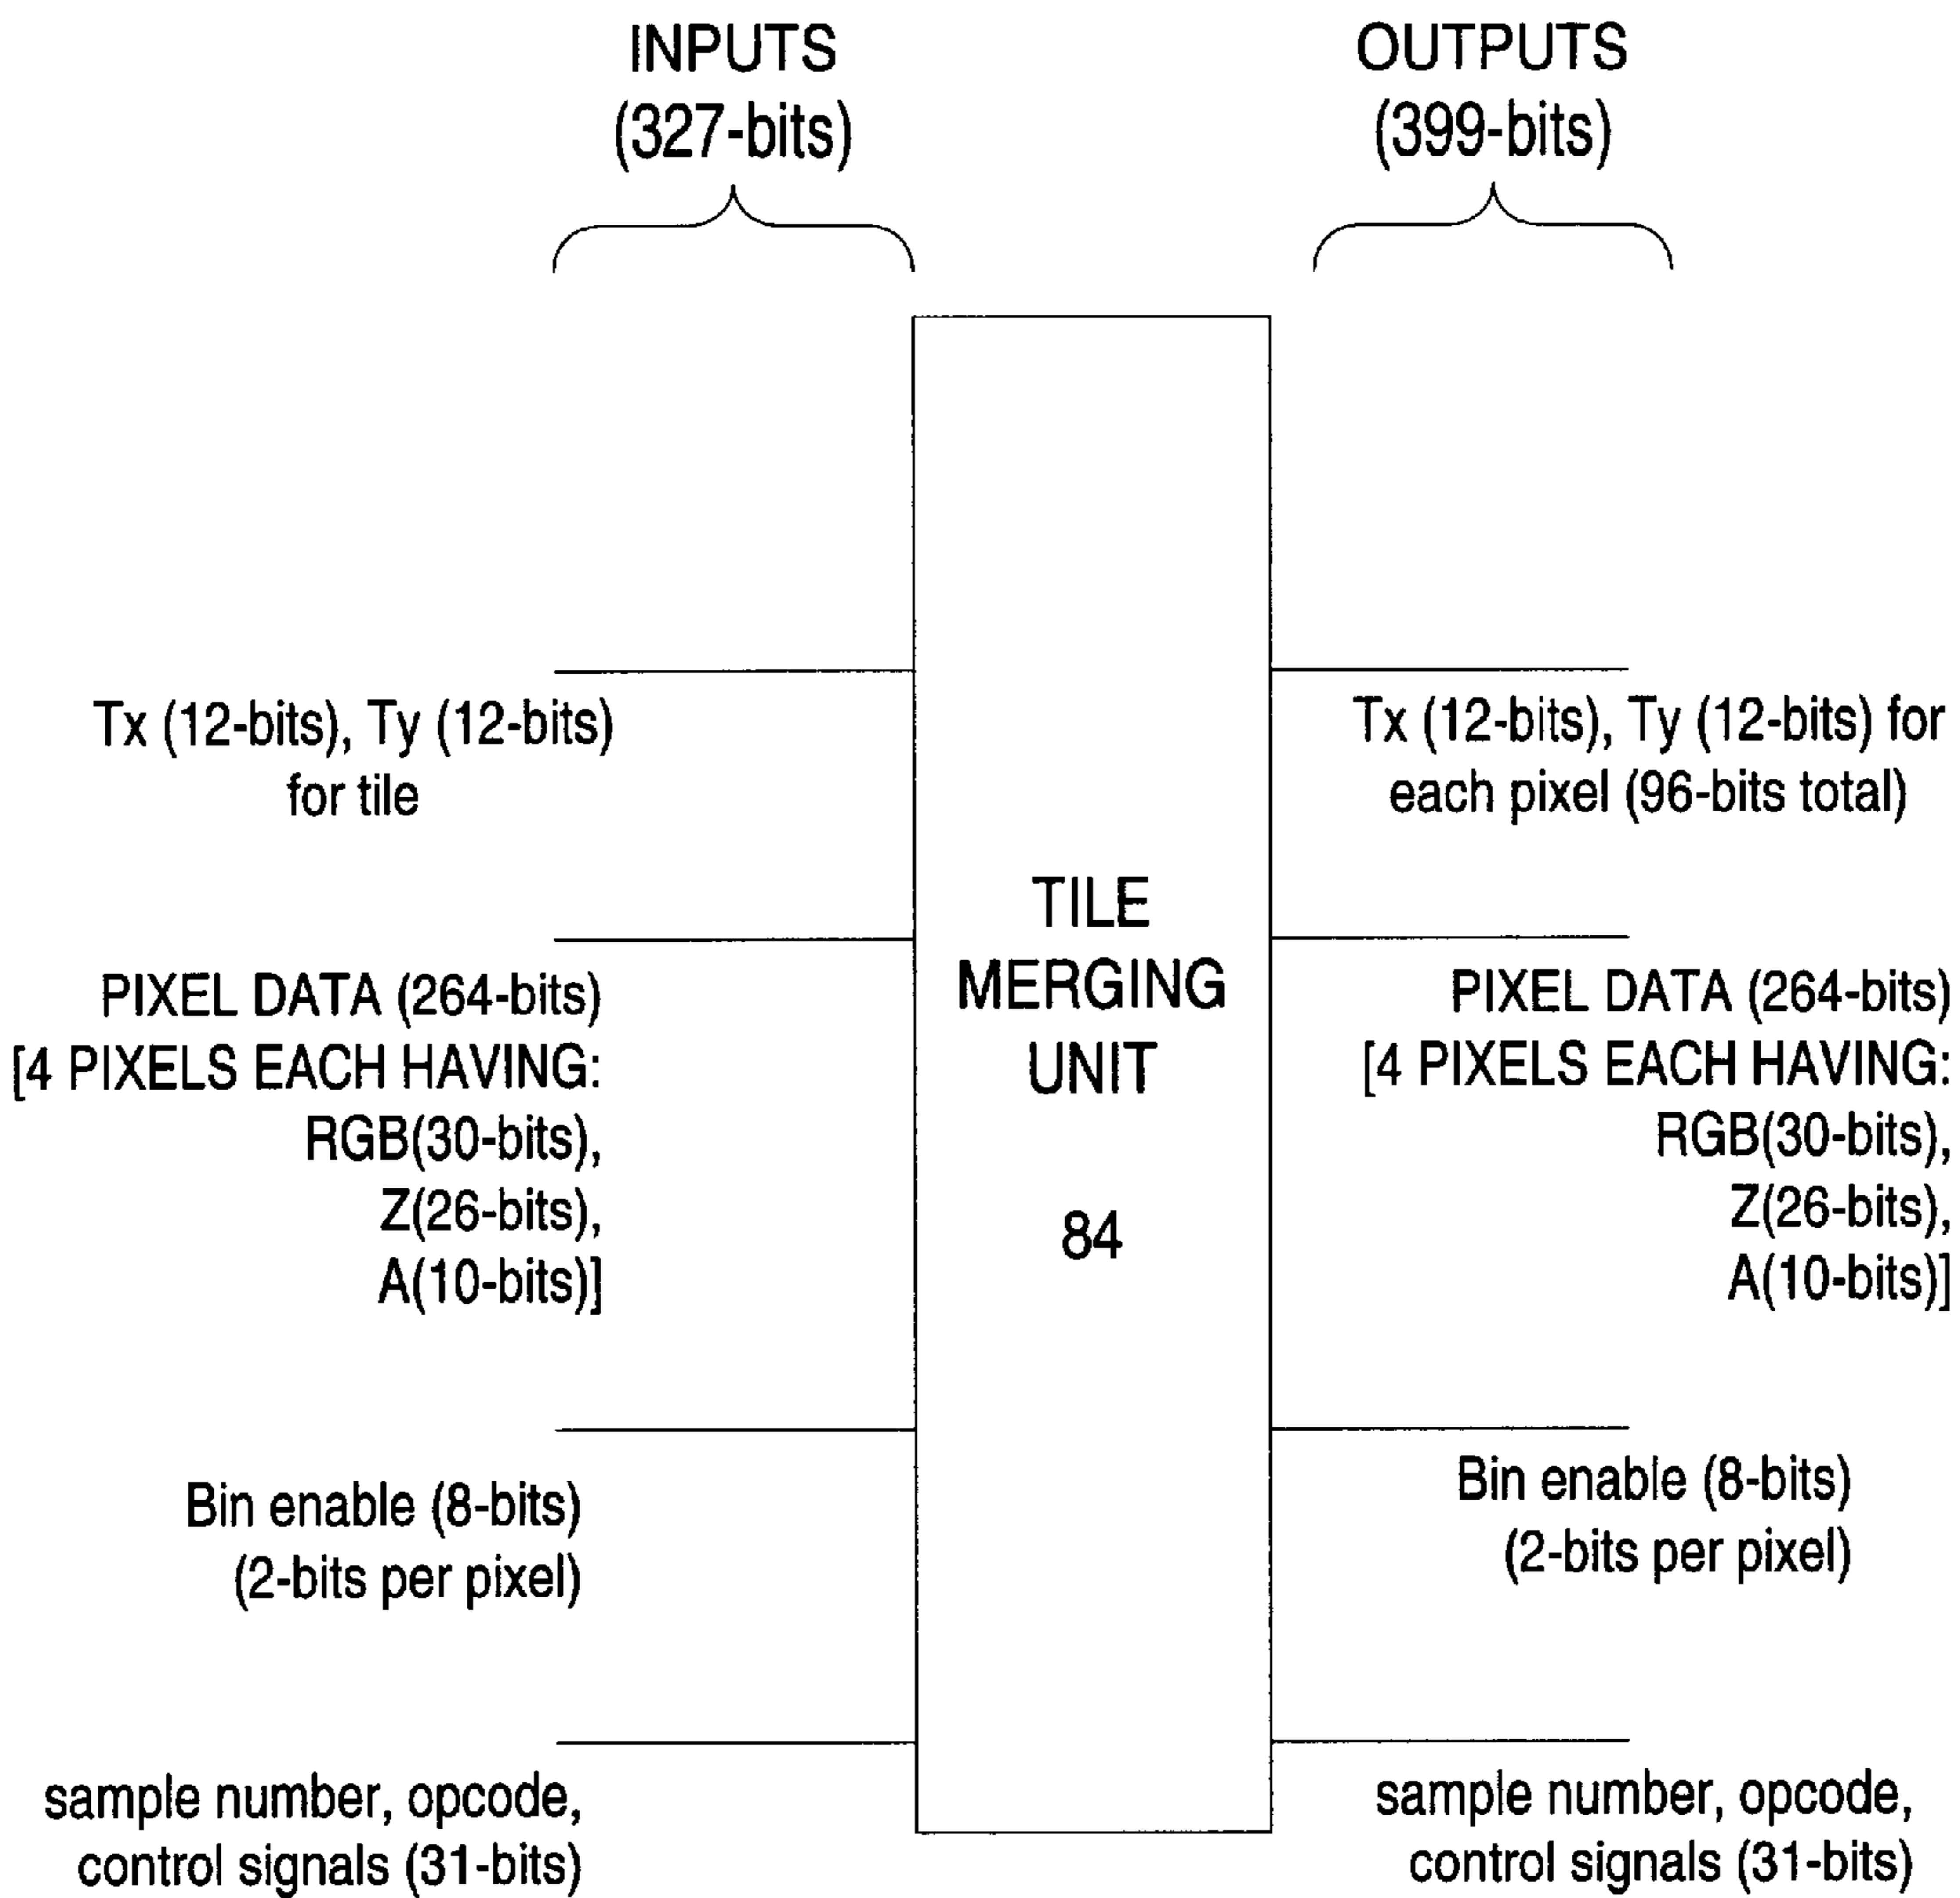 INPUTS
(327-bits)
OUTPUTS
(399-bits)
Tx (12-bits), Ty (12-bits)
for tile
Tx (12-bits), Ty (12-bits) for
each pixel (96-bits total)
TILE
MERGING
UNIT
84
PIXEL DATA (264-bits)
[4 PIXELS EACH HAVING:
RGB(30-bits),
Z(26-bits),
A(10-bits)]
PIXEL DATA (264-bits)
[4 PIXELS EACH HAVING:
RGB(30-bits),
Z(26-bits),
A(10-bits)]
Bin enable (8-bits)
(2-bits per pixel)
Bin enable (8-bits)
(2-bits per pixel)
sample number, opcode,
control signals (31-bits)
sample number, opcode,
control signals (31-bits)